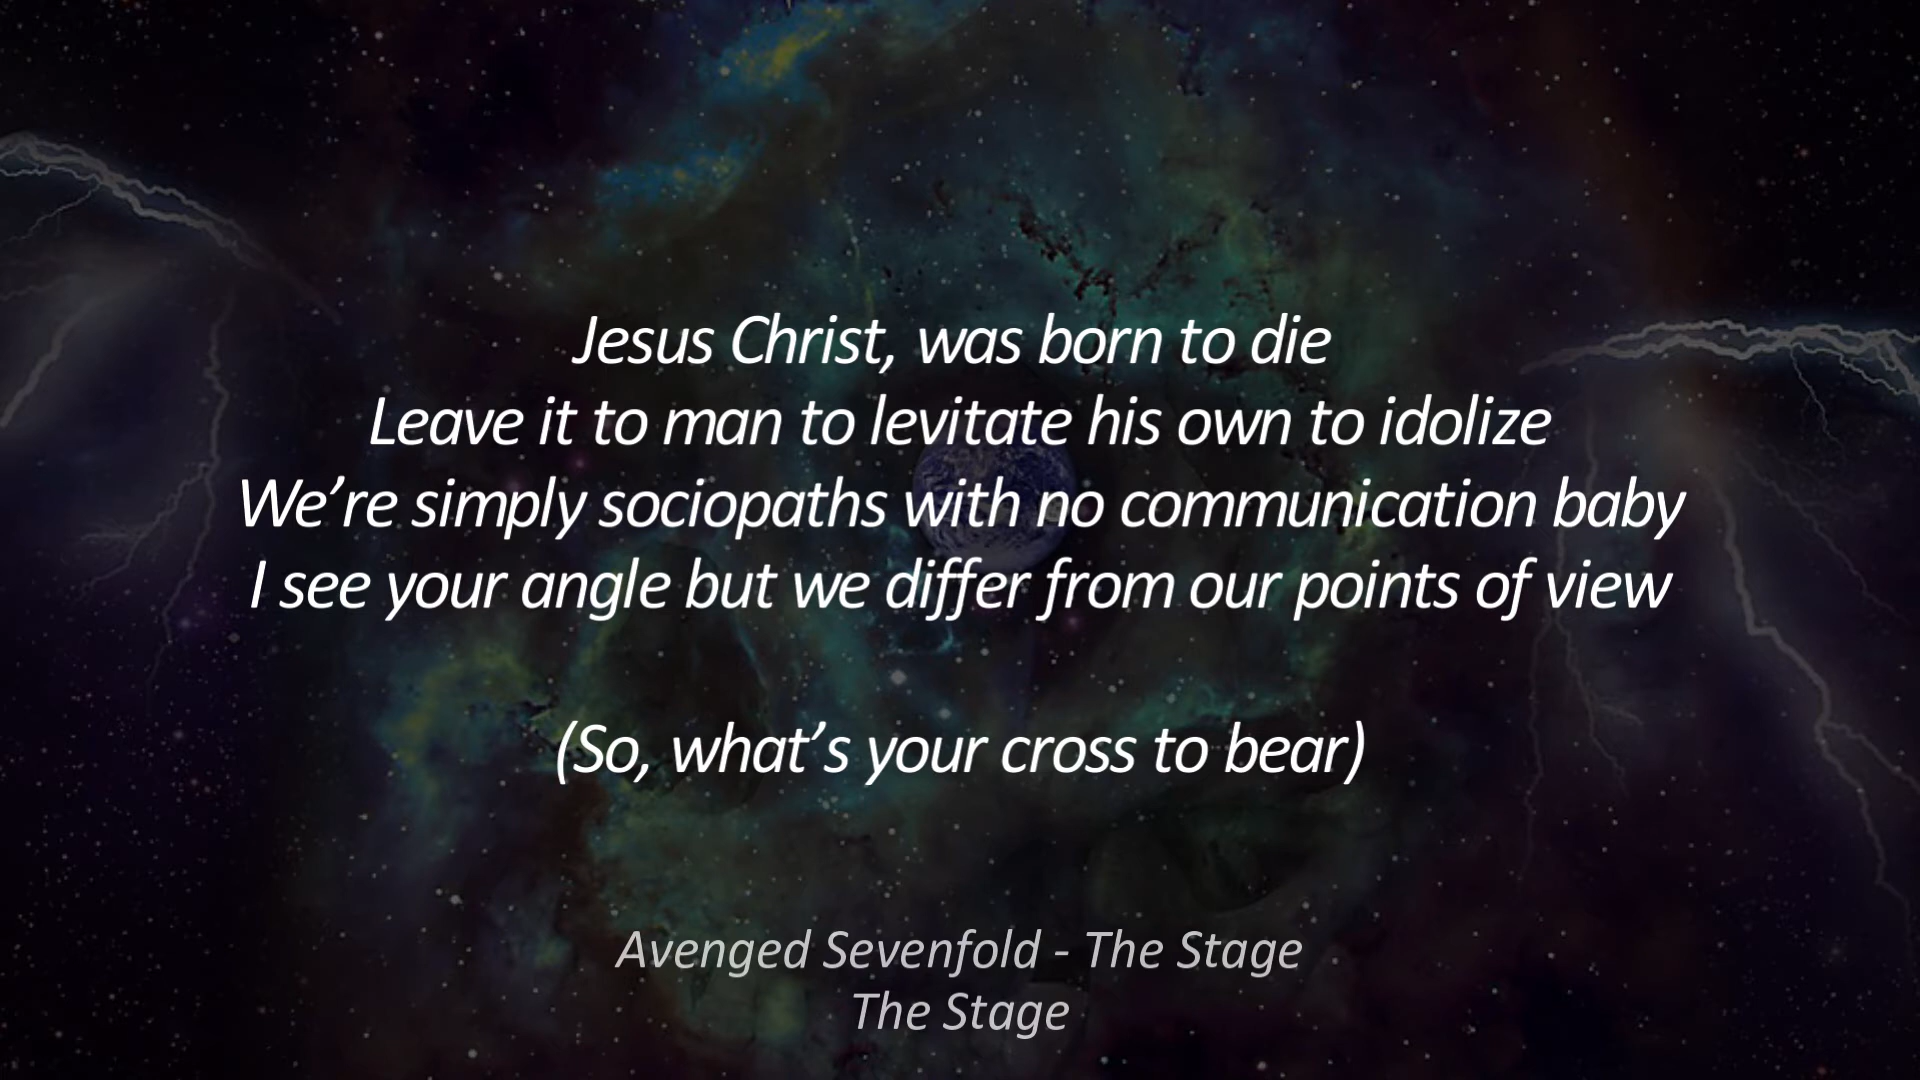 Jesus Christ, was born to die
Leave it to man to levitate his own to idolize
We’re simply sociopaths with no communication baby
I see your angle but we differ from our points of view
(So, what’s your cross to bear)
Avenged Sevenfold - The Stage
The Stage